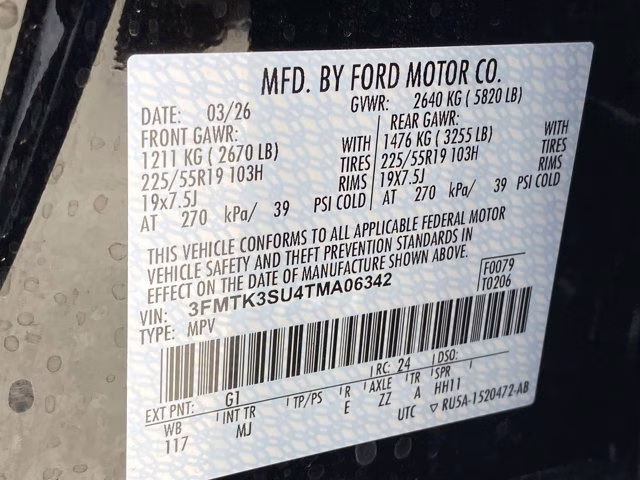 MFD. BY FORD MOTOR CO.
DATE: 03/26 GVWR: 2640 KG ( 5820 LB)
FRONT GAWR: REAR GAWR:
1211 KG ( 2670 LB) WITH 1476 KG ( 3255 LB) WITH
225/55R19 103H TIRES 225/55R19 103H TIRES
19x7.5J RIMS 19x7.5J RIMS
AT 270 kPa/ 39 PSI COLD AT 270 kPa/ 39 PSI COLD
THIS VEHICLE CONFORMS TO ALL APPLICABLE FEDERAL MOTOR
VEHICLE SAFETY AND THEFT PREVENTION STANDARDS IN
EFFECT ON THE DATE OF MANUFACTURE SHOWN ABOVE.
VIN: 3FMTK3SU4TMA06342 F0079
TYPE: MPV T0206
EXT PNT: G1 RC: 24 DSO:
WB INT TR TP/PS R AXLE TR SPR
117 MJ E ZZ A HH11
UTC ▽ RU5A-1520472-AB